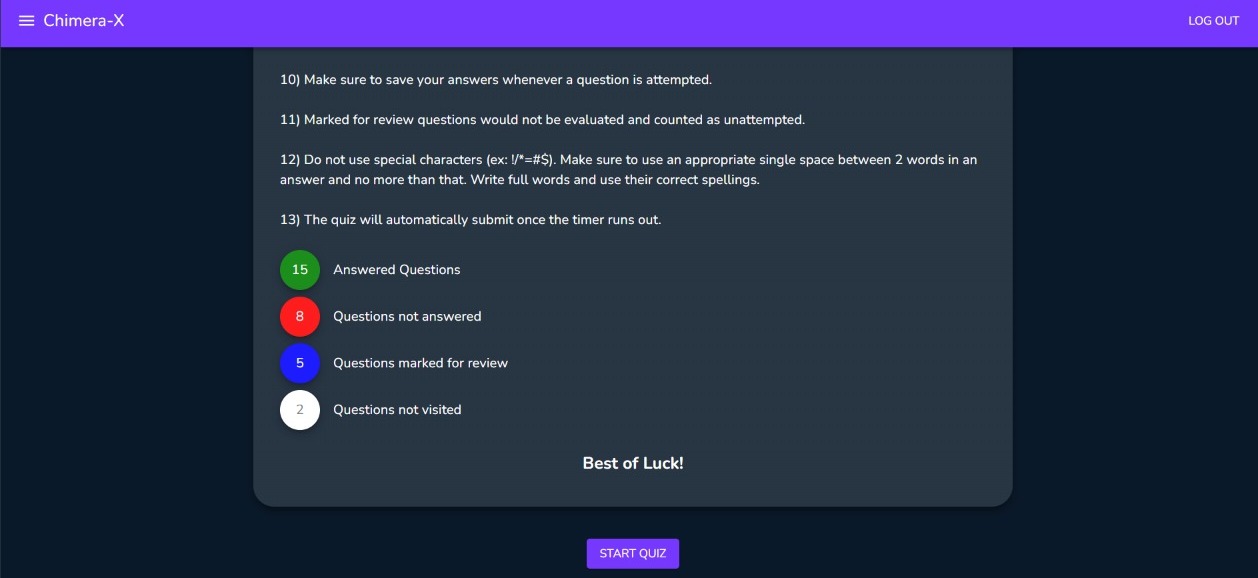 Chimera-X
LOG OUT
10) Make sure to save your answers whenever a question is attempted.
11) Marked for review questions would not be evaluated and counted as unattempted.
12) Do not use special characters (ex: !/*=#$). Make sure to use an appropriate single space between 2 words in an
answer and no more than that. Write full words and use their correct spellings.
13) The quiz will automatically submit once the timer runs out.
15 Answered Questions
8 Questions not answered
5 Questions marked for review
2 Questions not visited
Best of Luck!
START QUIZ